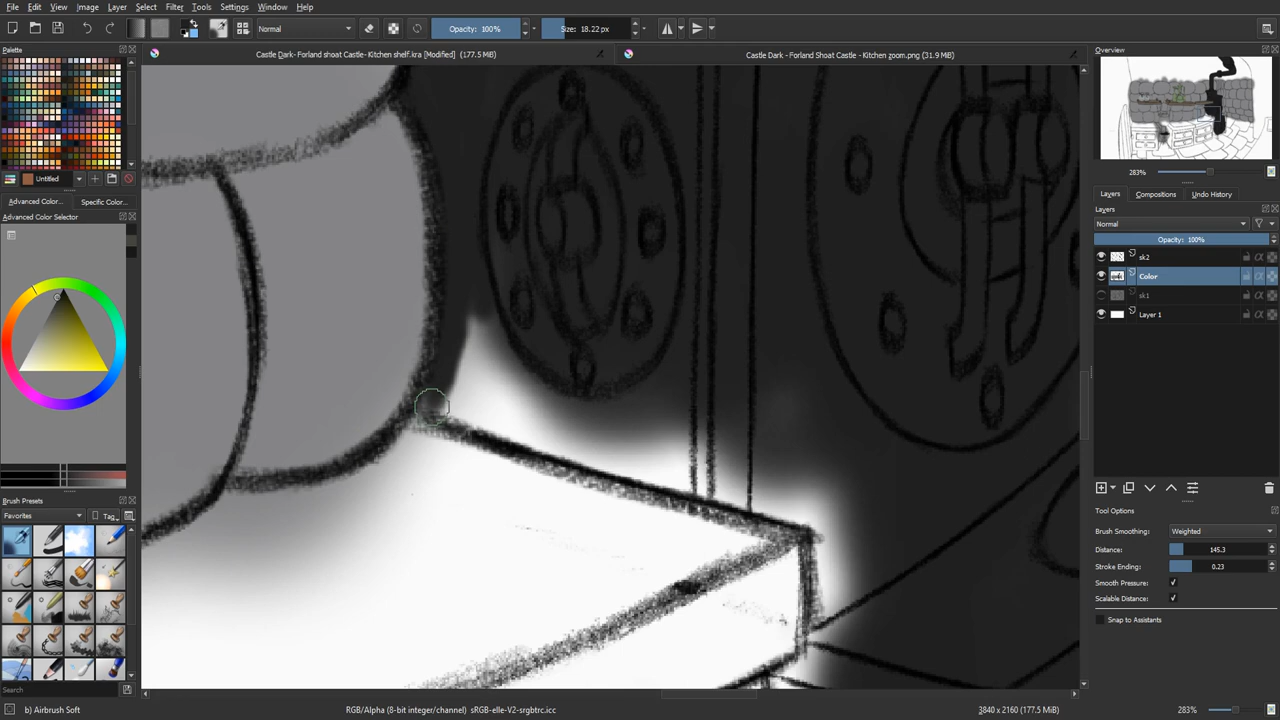 File Edit View Image Layer Select Filter Tools Settings Window Help
Normal
Opacity: 100%
Size: 18.22 px
Palette
Castle Dark - Forland shoat Castle - Kitchen shelf.kra [Modified] (177.5 MB)
Castle Dark - Forland Shoat Castle - Kitchen zoom.png (31.9 MB)
Overview
283%
Untitled
Advanced Color...
Specific Color...
Advanced Color Selector
Layers Compositions Undo History
Layers
Normal
Opacity: 100%
sk2
Color
sk1
Layer 1
Brush Presets
Favorites
Tag
Tool Options
Brush Smoothing: Weighted
Distance: 145.3
Stroke Ending: 0.23
Smooth Pressure:
Scalable Distance:
Snap to Assistants
Search
b) Airbrush Soft
RGB/Alpha (8-bit integer/channel) sRGB-elle-V2-srgbtrc.icc
3840 x 2160 (177.5 MiB)
283%